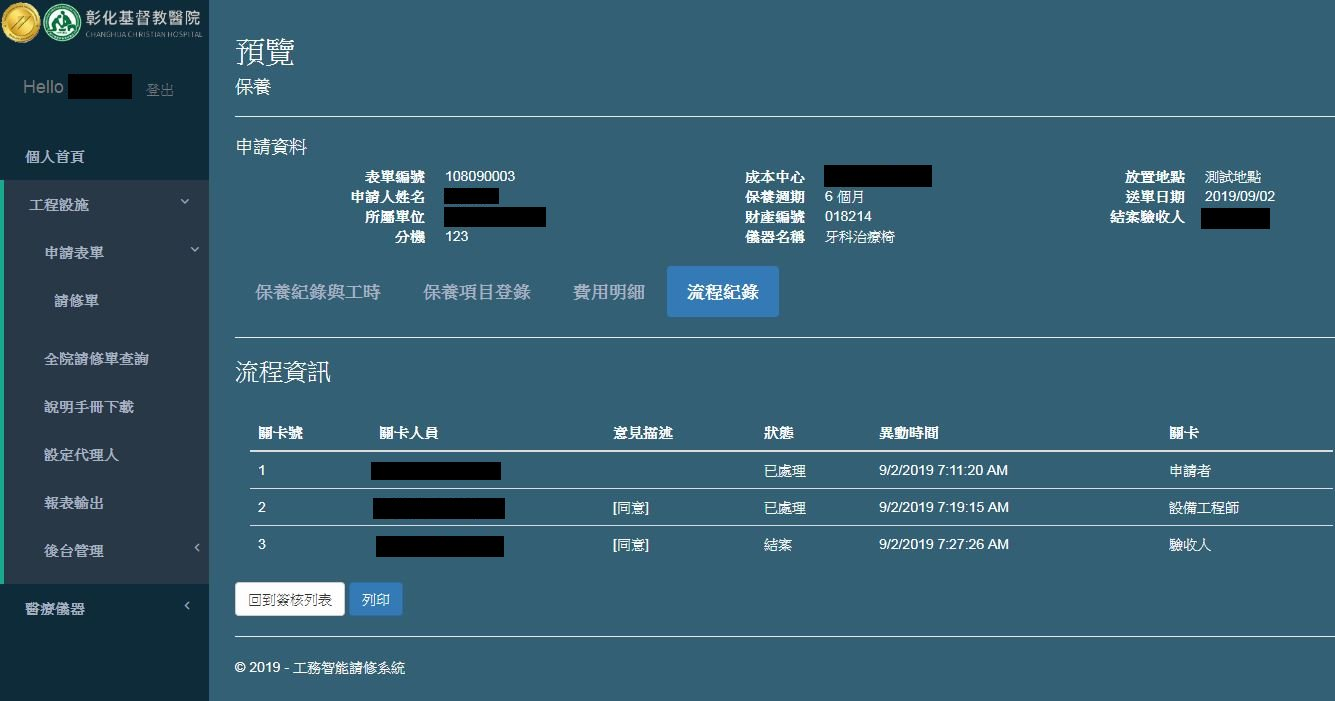 彰化基督教醫院
CHANGHUA CHRISTIAN HOSPITAL
Hello 登出
個人首頁
工程設施
申請表單
請修單
全院請修單查詢
說明手冊下載
設定代理人
報表輸出
後台管理
醫療儀器
預覽
保養
申請資料
表單編號 108090003 成本中心 放置地點 測試地點
申請人姓名 保養週期 6 個月 送單日期 2019/09/02
所屬單位 財產編號 018214 結案驗收人
分機 123 儀器名稱 牙科治療椅
保養紀錄與工時 保養項目登錄 費用明細 流程紀錄
流程資訊
關卡號 關卡人員 意見描述 狀態 異動時間 關卡
1 已處理 9/2/2019 7:11:20 AM 申請者
2 [同意] 已處理 9/2/2019 7:19:15 AM 設備工程師
3 [同意] 結案 9/2/2019 7:27:26 AM 驗收人
回到簽核列表 列印
© 2019 - 工務智能請修系統